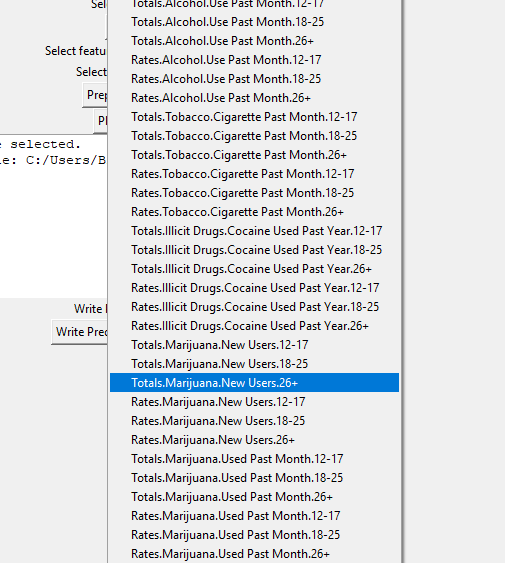 Sel
Totals.Alcohol.Use Past Month.12-17
Totals.Alcohol.Use Past Month.18-25
Totals.Alcohol.Use Past Month.26+
Select featu
Rates.Alcohol.Use Past Month.12-17
Select
Rates.Alcohol.Use Past Month.18-25
Prep
Rates.Alcohol.Use Past Month.26+
Pl
Totals.Tobacco.Cigarette Past Month.12-17
Totals.Tobacco.Cigarette Past Month.18-25
e selected.
Totals.Tobacco.Cigarette Past Month.26+
le: C:/Users/B
Rates.Tobacco.Cigarette Past Month.12-17
Rates.Tobacco.Cigarette Past Month.18-25
Rates.Tobacco.Cigarette Past Month.26+
Totals.Illicit Drugs.Cocaine Used Past Year.12-17
Totals.Illicit Drugs.Cocaine Used Past Year.18-25
Totals.Illicit Drugs.Cocaine Used Past Year.26+
Rates.Illicit Drugs.Cocaine Used Past Year.12-17
Rates.Illicit Drugs.Cocaine Used Past Year.18-25
Write
Rates.Illicit Drugs.Cocaine Used Past Year.26+
Write Pred
Totals.Marijuana.New Users.12-17
Totals.Marijuana.New Users.18-25
Totals.Marijuana.New Users.26+
Rates.Marijuana.New Users.12-17
Rates.Marijuana.New Users.18-25
Rates.Marijuana.New Users.26+
Totals.Marijuana.Used Past Month.12-17
Totals.Marijuana.Used Past Month.18-25
Totals.Marijuana.Used Past Month.26+
Rates.Marijuana.Used Past Month.12-17
Rates.Marijuana.Used Past Month.18-25
Rates.Marijuana.Used Past Month.26+